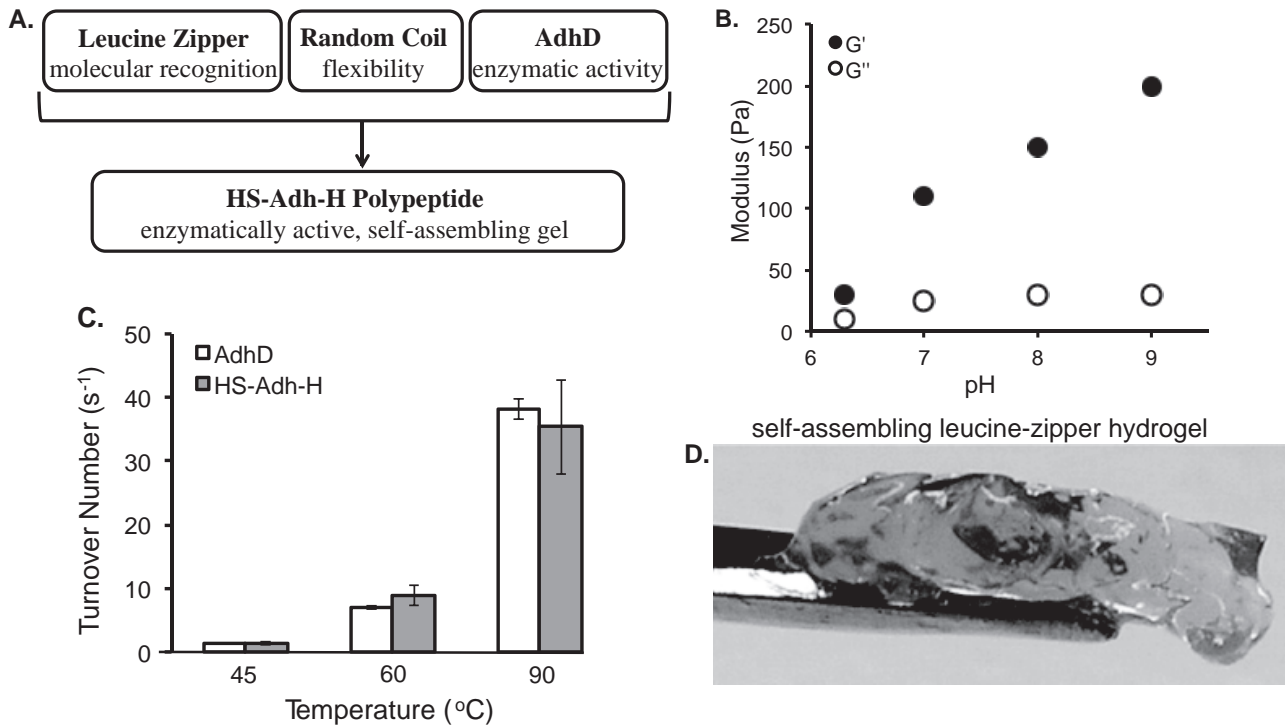 A.
Leucine Zipper
molecular recognition
Random Coil
flexibility
AdhD
enzymatic activity
HS-Adh-H Polypeptide
enzymatically active, self-assembling gel
B.
250
200
150
100
50
0
Modulus (Pa)
G'
G''
6
7
8
9
pH
C.
50
40
30
20
10
0
Turnover Number (s⁻¹)
AdhD
HS-Adh-H
45
60
90
Temperature (°C)
self-assembling leucine-zipper hydrogel
D.